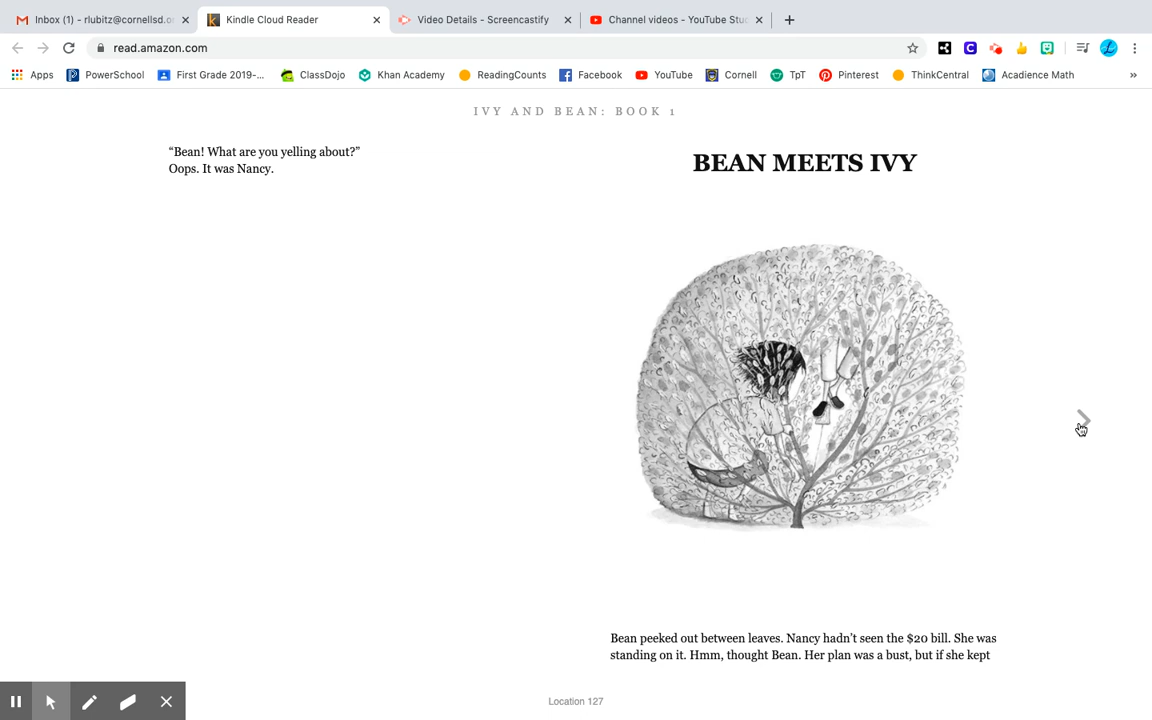 Inbox (1) - rlubitz@cornellsd.o
Kindle Cloud Reader
Video Details - Screencastify
Channel videos - YouTube Stu
read.amazon.com
Apps
PowerSchool
First Grade 2019-...
ClassDojo
Khan Academy
ReadingCounts
Facebook
YouTube
Cornell
TpT
Pinterest
ThinkCentral
Acadience Math
»
IVY AND BEAN: BOOK 1
“Bean! What are you yelling about?”
Oops. It was Nancy.
BEAN MEETS IVY
Bean peeked out between leaves. Nancy hadn’t seen the $20 bill. She was
standing on it. Hmm, thought Bean. Her plan was a bust, but if she kept
Location 127